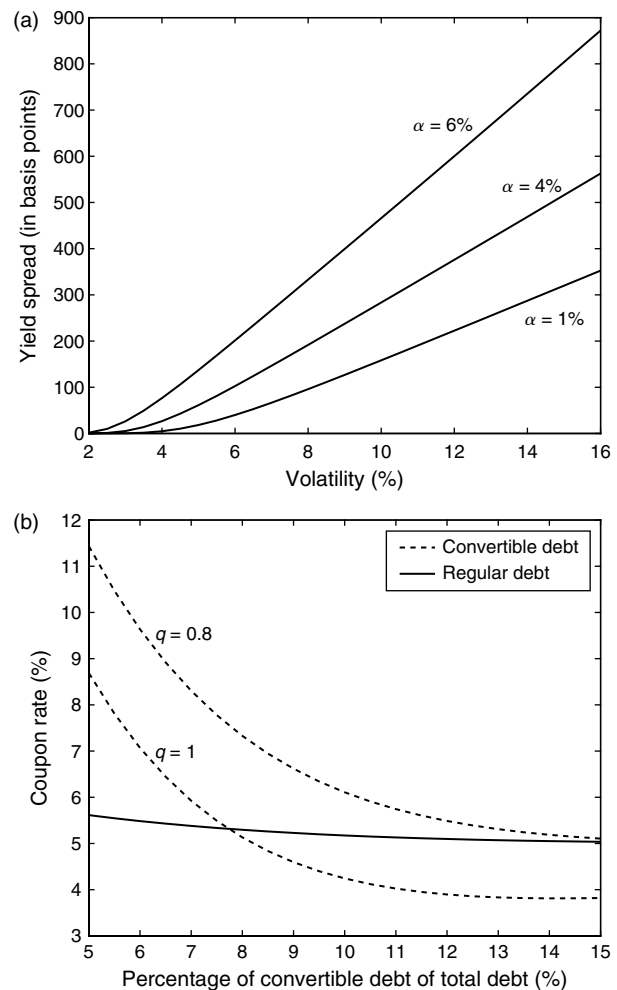 (a)
900
800
700
600
500
400
300
200
100
0
Yield spread (in basis points)
α = 6%
α = 4%
α = 1%
2 4 6 8 10 12 14 16
Volatility (%)
(b)
12
11
10
9
8
7
6
5
4
3
Coupon rate (%)
Convertible debt
Regular debt
q = 0.8
q = 1
5 6 7 8 9 10 11 12 13 14 15
Percentage of convertible debt of total debt (%)